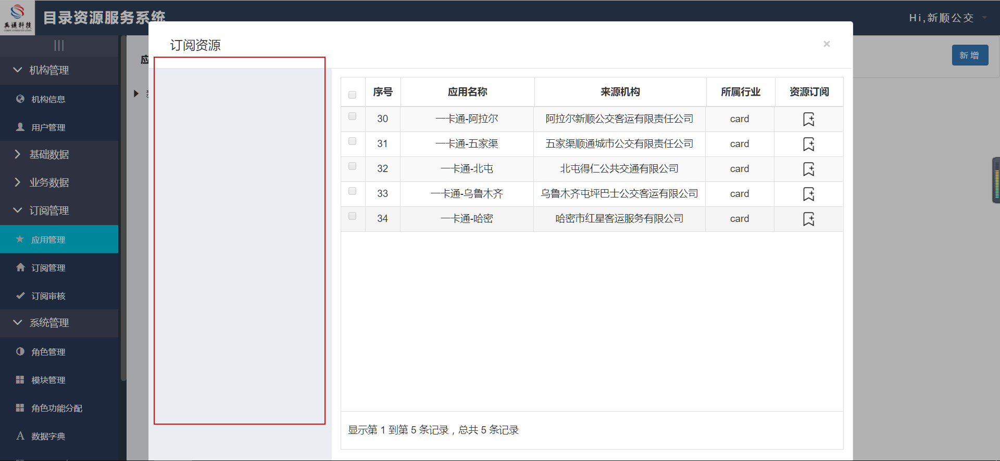 兵通科技
目录资源服务系统
Hi,新顺公交
机构管理
机构信息
用户管理
基础数据
业务数据
订阅管理
应用管理
订阅管理
订阅审核
系统管理
角色管理
模块管理
角色功能分配
数据字典
应
新增
订阅资源
×
序号 应用名称 来源机构 所属行业 资源订阅
30 一卡通-阿拉尔 阿拉尔新顺公交客运有限责任公司 card
31 一卡通-五家渠 五家渠顺通城市公交有限责任公司 card
32 一卡通-北屯 北屯得仁公共交通有限公司 card
33 一卡通-乌鲁木齐 乌鲁木齐屯坪巴士公交客运有限公司 card
34 一卡通-哈密 哈密市红星客运服务有限公司 card
显示第 1 到第 5 条记录，总共 5 条记录